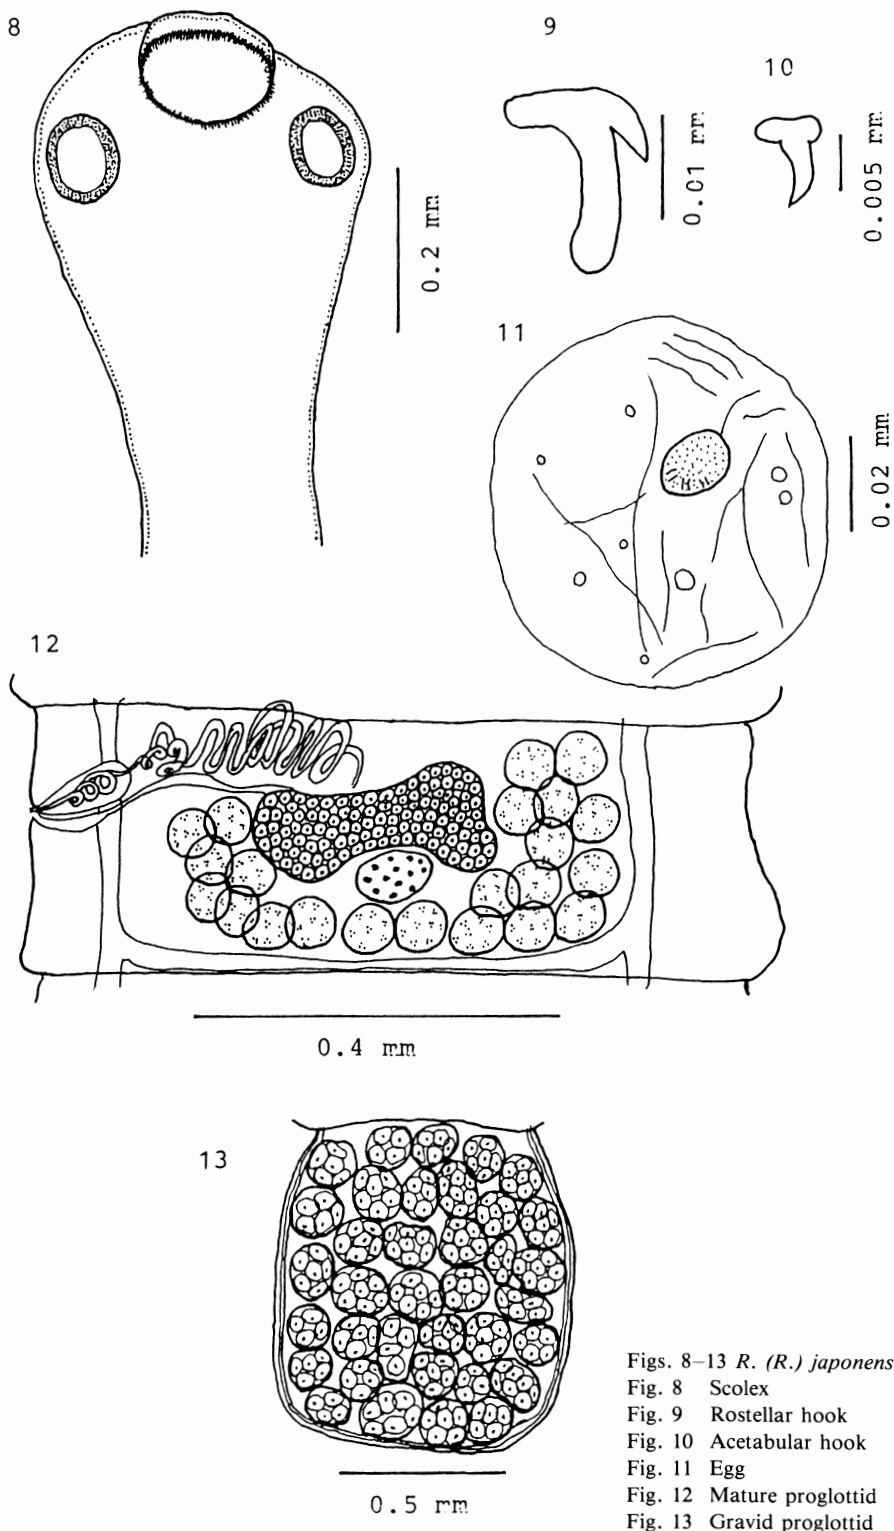 8
9
10
0.2 mm
0.01 mm
0.005 mm
11
0.02 mm
12
0.4 mm
13
0.5 mm
Figs. 8–13 R. (R.) japonens
Fig. 8 Scolex
Fig. 9 Rostellar hook
Fig. 10 Acetabular hook
Fig. 11 Egg
Fig. 12 Mature proglottid
Fig. 13 Gravid proglottid